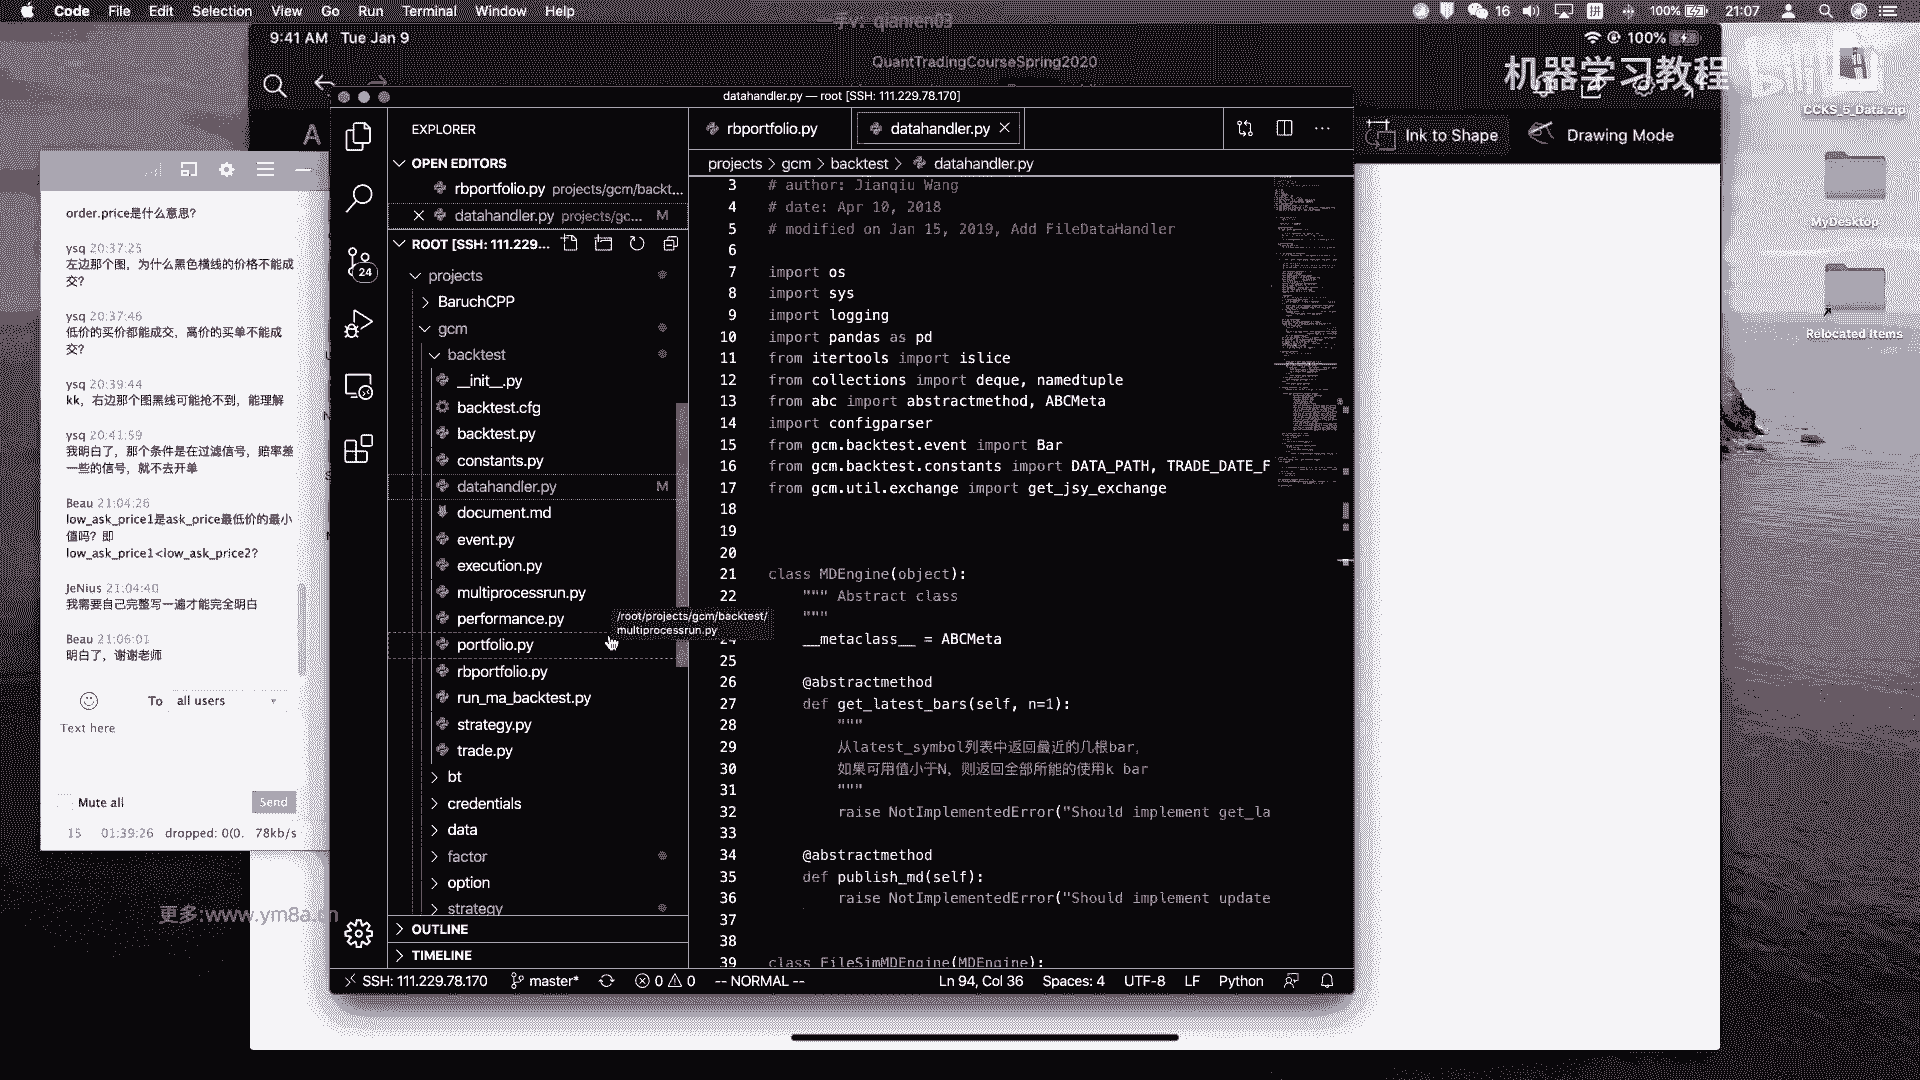 Code File Edit Selection View Go Run Terminal Window Help
16 100% 21:07
一手v: qianren03
9:41 AM Tue Jan 9
100%
QuantTradingCourseSpring2020
机器学习教程
CCKS_5_Data.zip
MyDesktop
Relocated Items
Ink to Shape
Drawing Mode
A
order.price是什么意思?
ysq 20:37:25
左边那个图，为什么黑色横线的价格不能成
交?
ysq 20:37:46
低价的买价都能成交，高价的买单不能成
交?
ysq 20:39:44
kk，右边那个图黑线可能抢不到，能理解
ysq 20:41:59
我明白了，那个条件是在过滤信号，赔率差
一些的信号，就不去开单
Beau 21:04:26
low_ask_price1是ask_price最低价的最小
值吗? 即
low_ask_price1<low_ask_price2?
JeNius 21:04:40
我需要自己完整写一遍才能完全明白
Beau 21:06:01
明白了，谢谢老师
To all users
Text here
Mute all
Send
15 01:39:26 dropped: 0(0. 78kb/s
更多:www.ym8a.cn
datahandler.py — root [SSH: 111.229.78.170]
24
EXPLORER
OPEN EDITORS
rbportfolio.py projects/gcm/backt...
datahandler.py projects/gc... M
ROOT [SSH: 111.229...
projects
BaruchCPP
gcm
backtest
__init__.py
backtest.cfg
backtest.py
constants.py
datahandler.py M
document.md
event.py
execution.py
multiprocessrun.py
performance.py
portfolio.py
rbportfolio.py
run_ma_backtest.py
strategy.py
trade.py
bt
credentials
data
factor
option
strategy
OUTLINE
TIMELINE
/root/projects/gcm/backtest/
multiprocessrun.py
rbportfolio.py datahandler.py
projects > gcm > backtest > datahandler.py
3 # author: Jianqiu Wang
4 # date: Apr 10, 2018
5 # modified on Jan 15, 2019, Add FileDataHandler
6
7 import os
8 import sys
9 import logging
10 import pandas as pd
11 from itertools import islice
12 from collections import deque, namedtuple
13 from abc import abstractmethod, ABCMeta
14 import configparser
15 from gcm.backtest.event import Bar
16 from gcm.backtest.constants import DATA_PATH, TRADE_DATE_F
17 from gcm.util.exchange import get_jsy_exchange
18
19
20
21 class MDEngine(object):
22 """ Abstract class
"""
24 __metaclass__ = ABCMeta
25
26 @abstractmethod
27 def get_latest_bars(self, n=1):
28 """
29 从latest_symbol列表中返回最近的几根bar,
30 如果可用值小于N, 则返回全部所能的使用k bar
31 """
32 raise NotImplementedError("Should implement get_la
33
34 @abstractmethod
35 def publish_md(self):
36 raise NotImplementedError("Should implement update
37
38
39 class FileSimMDEngine(MDEngine):
SSH: 111.229.78.170 master* 0 0 -- NORMAL -- Ln 94, Col 36 Spaces: 4 UTF-8 LF Python